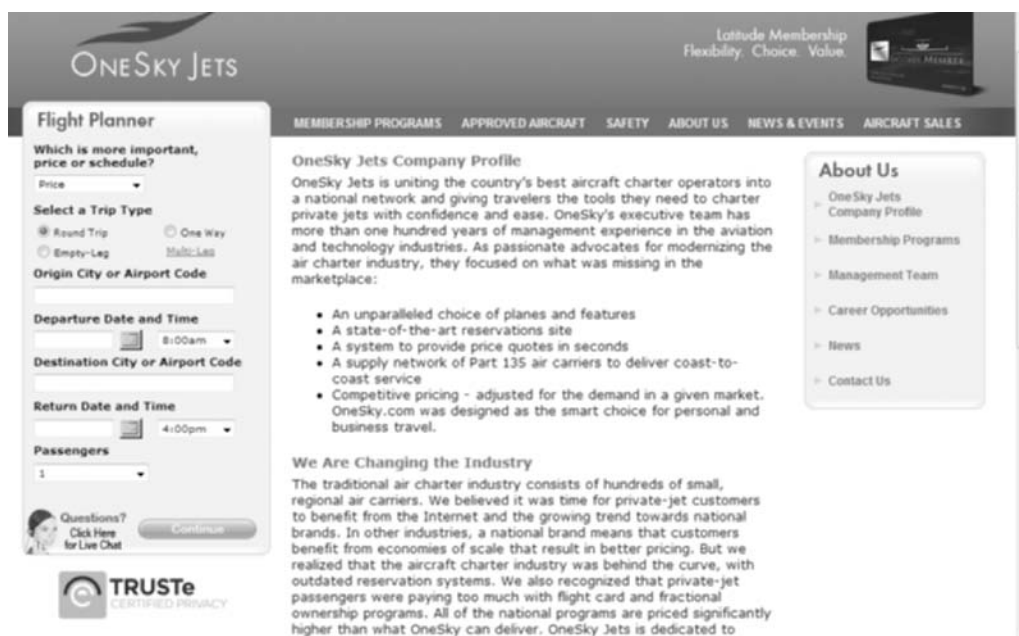 ONESKY JETS
Latitude Membership
Flexibility. Choice. Value.
MEMBER
MEMBERSHIP PROGRAMS APPROVED AIRCRAFT SAFETY ABOUT US NEWS & EVENTS AIRCRAFT SALES
Flight Planner
Which is more important,
price or schedule?
Price
Select a Trip Type
Round Trip One Way
Empty-Leg Multi-Leg
Origin City or Airport Code
Departure Date and Time
8:00am
Destination City or Airport Code
Return Date and Time
4:00pm
Passengers
1
Questions?
Click Here
for Live Chat
Continue
TRUSTe
CERTIFIED PRIVACY
OneSky Jets Company Profile
OneSky Jets is uniting the country's best aircraft charter operators into
a national network and giving travelers the tools they need to charter
private jets with confidence and ease. OneSky's executive team has
more than one hundred years of management experience in the aviation
and technology industries. As passionate advocates for modernizing the
air charter industry, they focused on what was missing in the
marketplace:
• An unparalleled choice of planes and features
• A state-of-the-art reservations site
• A system to provide price quotes in seconds
• A supply network of Part 135 air carriers to deliver coast-to-
coast service
• Competitive pricing - adjusted for the demand in a given market.
OneSky.com was designed as the smart choice for personal and
business travel.
We Are Changing the Industry
The traditional air charter industry consists of hundreds of small,
regional air carriers. We believed it was time for private-jet customers
to benefit from the Internet and the growing trend towards national
brands. In other industries, a national brand means that customers
benefit from economies of scale that result in better pricing. But we
realized that the aircraft charter industry was behind the curve, with
outdated reservation systems. We also recognized that private-jet
passengers were paying too much with flight card and fractional
ownership programs. All of the national programs are priced significantly
higher than what OneSky can deliver. OneSky Jets is dedicated to
About Us
OneSky Jets
Company Profile
Membership Programs
Management Team
Career Opportunities
News
Contact Us